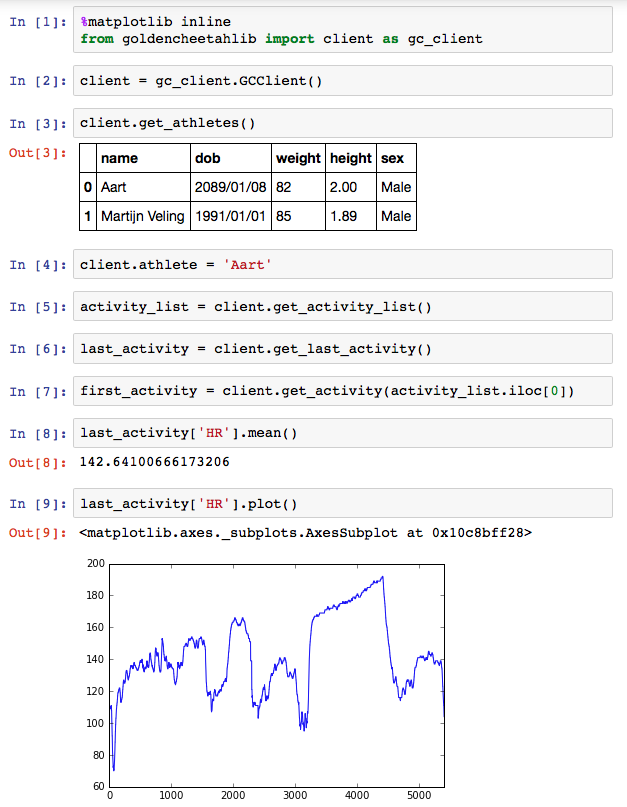 In [1]: %matplotlib inline
from goldencheetahlib import client as gc_client
In [2]: client = gc_client.GCClient()
In [3]: client.get_athletes()
Out[3]:
name dob weight height sex
0 Aart 2089/01/08 82 2.00 Male
1 Martijn Veling 1991/01/01 85 1.89 Male
In [4]: client.athlete = 'Aart'
In [5]: activity_list = client.get_activity_list()
In [6]: last_activity = client.get_last_activity()
In [7]: first_activity = client.get_activity(activity_list.iloc[0])
In [8]: last_activity['HR'].mean()
Out[8]: 142.64100666173206
In [9]: last_activity['HR'].plot()
Out[9]: <matplotlib.axes._subplots.AxesSubplot at 0x10c8bff28>
200
180
160
140
120
100
80
60
0 1000 2000 3000 4000 5000